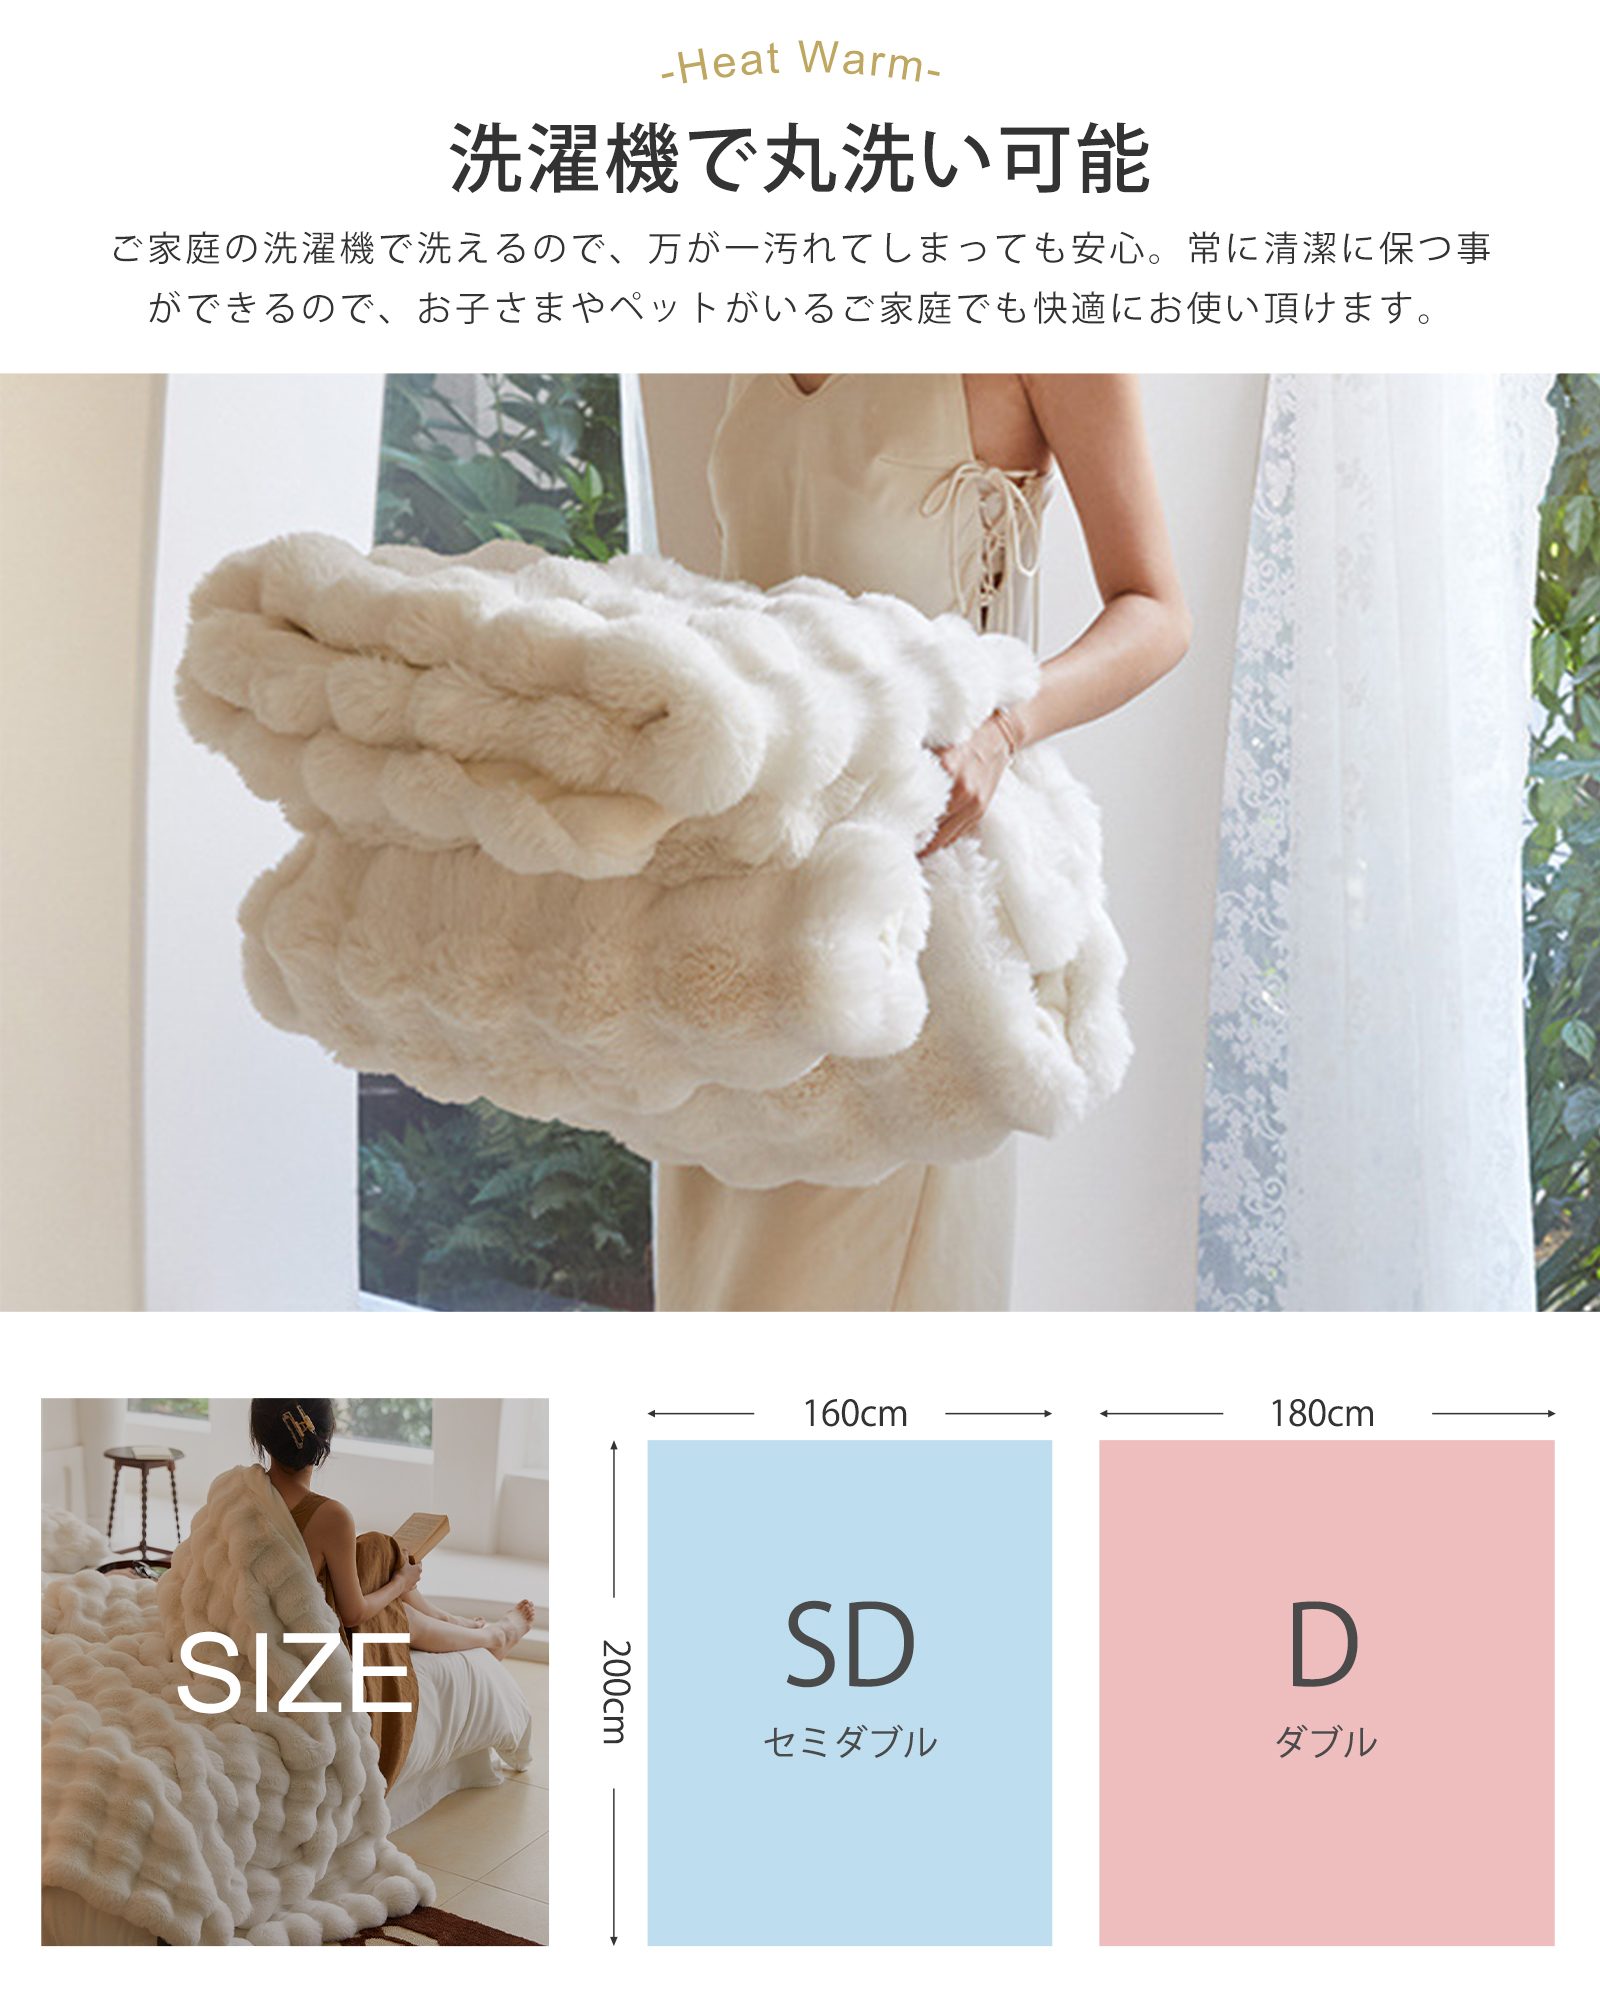 -Heat Warm-
洗濯機で丸洗い可能
ご家庭の洗濯機で洗えるので、万が一汚れてしまっても安心。常に清潔に保つ事
ができるので、お子さまやペットがいるご家庭でも快適にお使い頂けます。
SIZE
160cm
180cm
200cm
SD
セミダブル
D
ダブル